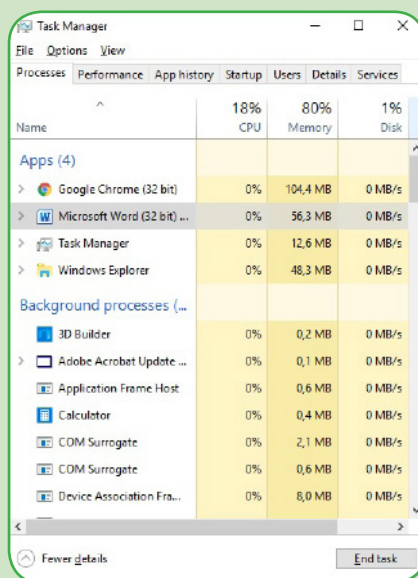 Task Manager
File Options View
Processes Performance App history Startup Users Details Services
18% 80% 1%
Name CPU Memory Disk
Apps (4)
Google Chrome (32 bit) 0% 104,4 MB 0 MB/s
Microsoft Word (32 bit) ... 0% 56,3 MB 0 MB/s
Task Manager 0% 12,6 MB 0 MB/s
Windows Explorer 0% 48,3 MB 0 MB/s
Background processes (...
3D Builder 0% 0,2 MB 0 MB/s
Adobe Acrobat Update ... 0% 0,1 MB 0 MB/s
Application Frame Host 0% 0,6 MB 0 MB/s
Calculator 0% 0,4 MB 0 MB/s
COM Surrogate 0% 2,1 MB 0 MB/s
COM Surrogate 0% 0,6 MB 0 MB/s
Device Association Fra... 0% 8,0 MB 0 MB/s
Fewer details End task